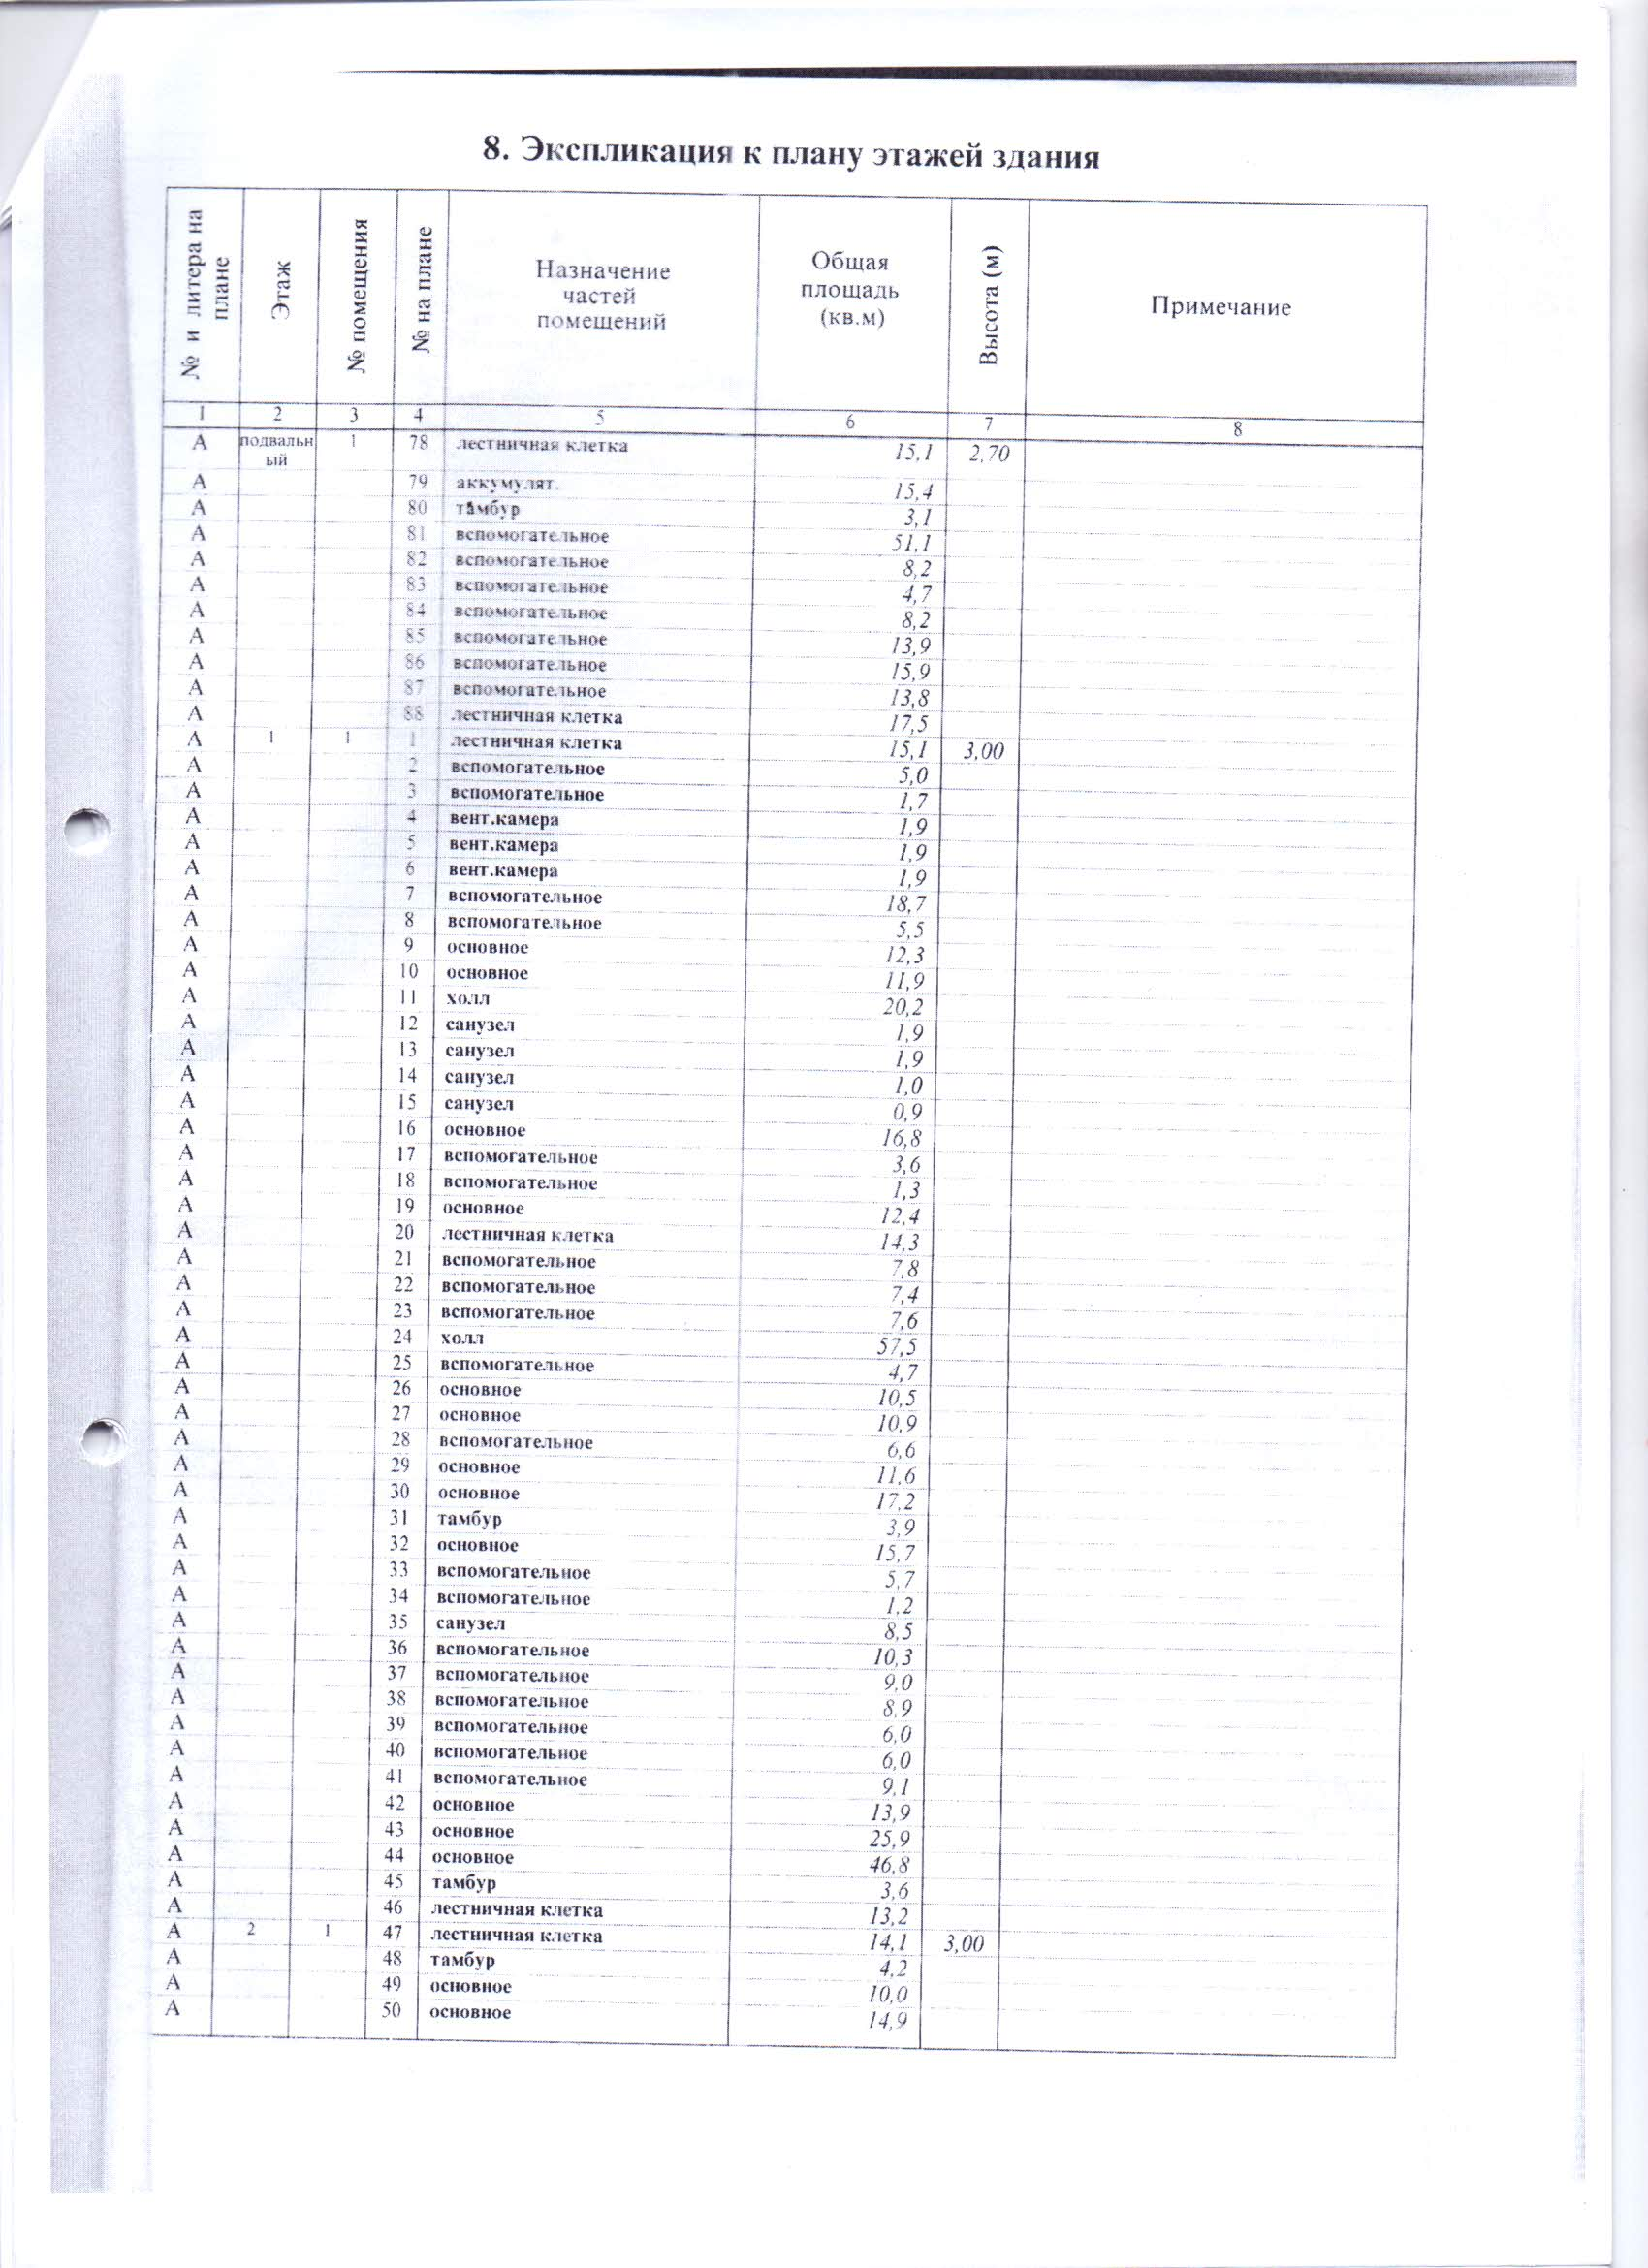 8. Экспликация к плану этажей здания
№ и литера на плане Этаж № помещения № на плане Назначение частей помещений Общая площадь (кв.м) Высота (м) Примечание
1 2 3 4 5 6 7 8
А подвальн 1 78 лестничная клетка 15,1 2,70
ый
А 79 аккумулят. 15,4
А 80 тамбур 3,1
А 81 вспомогательное 51,1
А 82 вспомогательное 8,2
А 83 вспомогательное 4,7
А 84 вспомогательное 8,2
А 85 вспомогательное 13,9
А 86 вспомогательное 15,9
А 87 вспомогательное 13,8
А 88 лестничная клетка 17,5
А 1 1 1 лестничная клетка 15,1 3,00
А 2 вспомогательное 5,0
А 3 вспомогательное 1,7
А 4 вент.камера 1,9
А 5 вент.камера 1,9
А 6 вент.камера 1,9
А 7 вспомогательное 18,7
А 8 вспомогательное 5,5
А 9 основное 12,3
А 10 основное 11,9
А 11 холл 20,2
А 12 санузел 1,9
А 13 санузел 1,9
А 14 санузел 1,0
А 15 санузел 0,9
А 16 основное 16,8
А 17 вспомогательное 3,6
А 18 вспомогательное 1,3
А 19 основное 12,4
А 20 лестничная клетка 14,3
А 21 вспомогательное 7,8
А 22 вспомогательное 7,4
А 23 вспомогательное 7,6
А 24 холл 57,5
А 25 вспомогательное 4,7
А 26 основное 10,5
А 27 основное 10,9
А 28 вспомогательное 6,6
А 29 основное 11,6
А 30 основное 17,2
А 31 тамбур 3,9
А 32 основное 15,7
А 33 вспомогательное 5,7
А 34 вспомогательное 1,2
А 35 санузел 8,5
А 36 вспомогательное 10,3
А 37 вспомогательное 9,0
А 38 вспомогательное 8,9
А 39 вспомогательное 6,0
А 40 вспомогательное 6,0
А 41 вспомогательное 9,1
А 42 основное 13,9
А 43 основное 25,9
А 44 основное 46,8
А 45 тамбур 3,6
А 46 лестничная клетка 13,2
А 2 1 47 лестничная клетка 14,1 3,00
А 48 тамбур 4,2
А 49 основное 10,0
А 50 основное 14,9